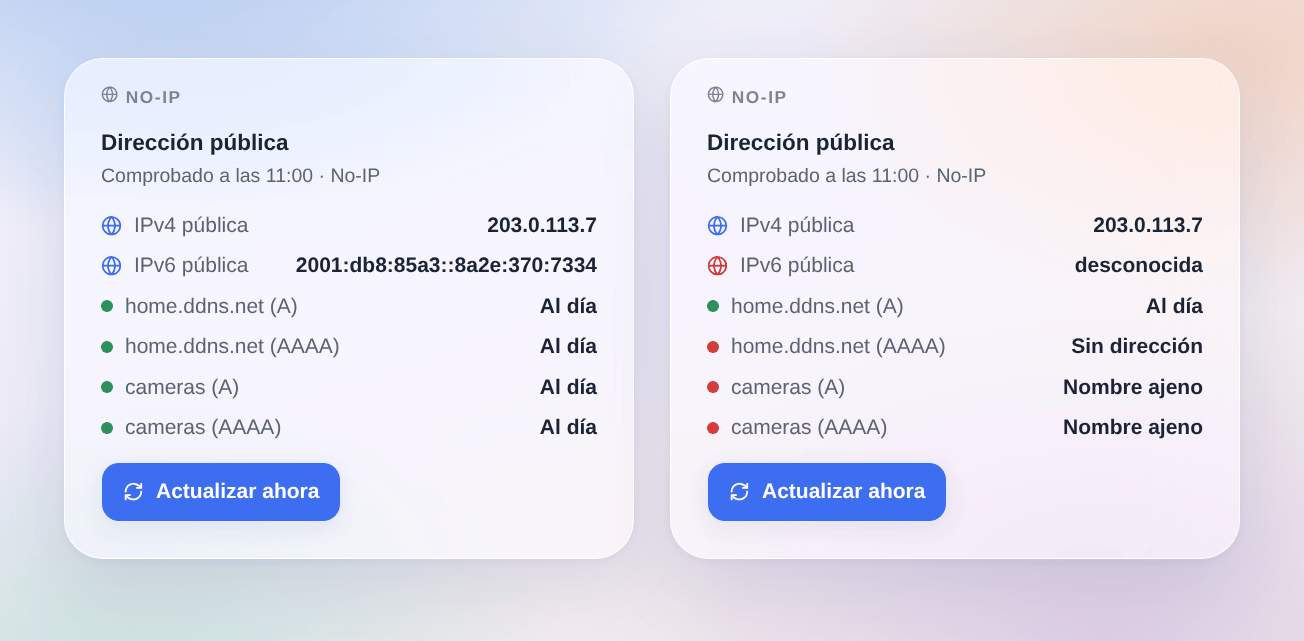 NO-IP
Dirección pública
Comprobado a las 11:00 · No-IP
IPv4 pública 203.0.113.7
IPv6 pública 2001:db8:85a3::8a2e:370:7334
home.ddns.net (A) Al día
home.ddns.net (AAAA) Al día
cameras (A) Al día
cameras (AAAA) Al día
Actualizar ahora
NO-IP
Dirección pública
Comprobado a las 11:00 · No-IP
IPv4 pública 203.0.113.7
IPv6 pública desconocida
home.ddns.net (A) Al día
home.ddns.net (AAAA) Sin dirección
cameras (A) Nombre ajeno
cameras (AAAA) Nombre ajeno
Actualizar ahora